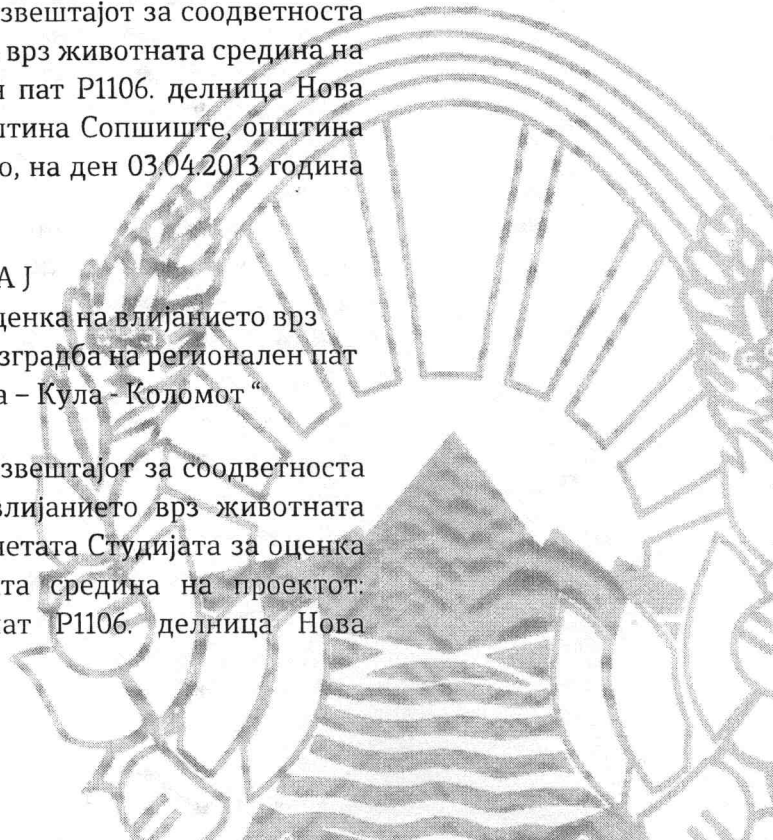 звештајот за соодветноста
врз животната средина на
пат Р1106. делница Нова
штина Сопшиште, општина
о, на ден 03.04.2013 година
А Ј
ценка на влијанието врз
зградба на регионален пат
а – Кула - Коломот “
звештајот за соодветноста
влијанието врз животната
летата Студијата за оценка
та средина на проектот:
ат Р1106. делница Нова